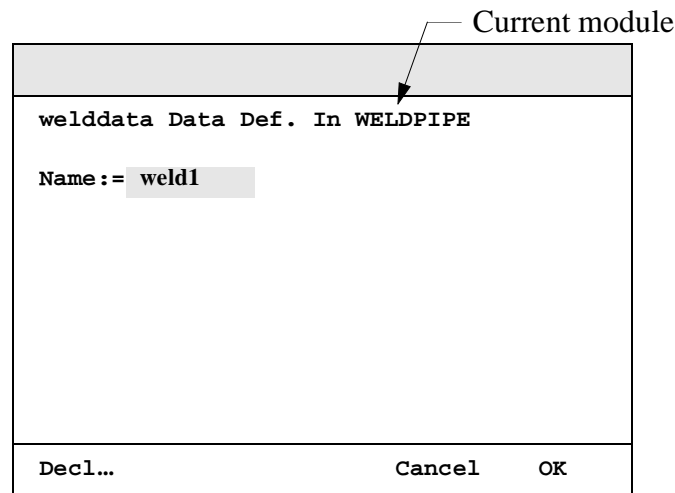 Current module
welddata Data Def. In WELDPIPE
Name:= weld1
Decl… Cancel OK